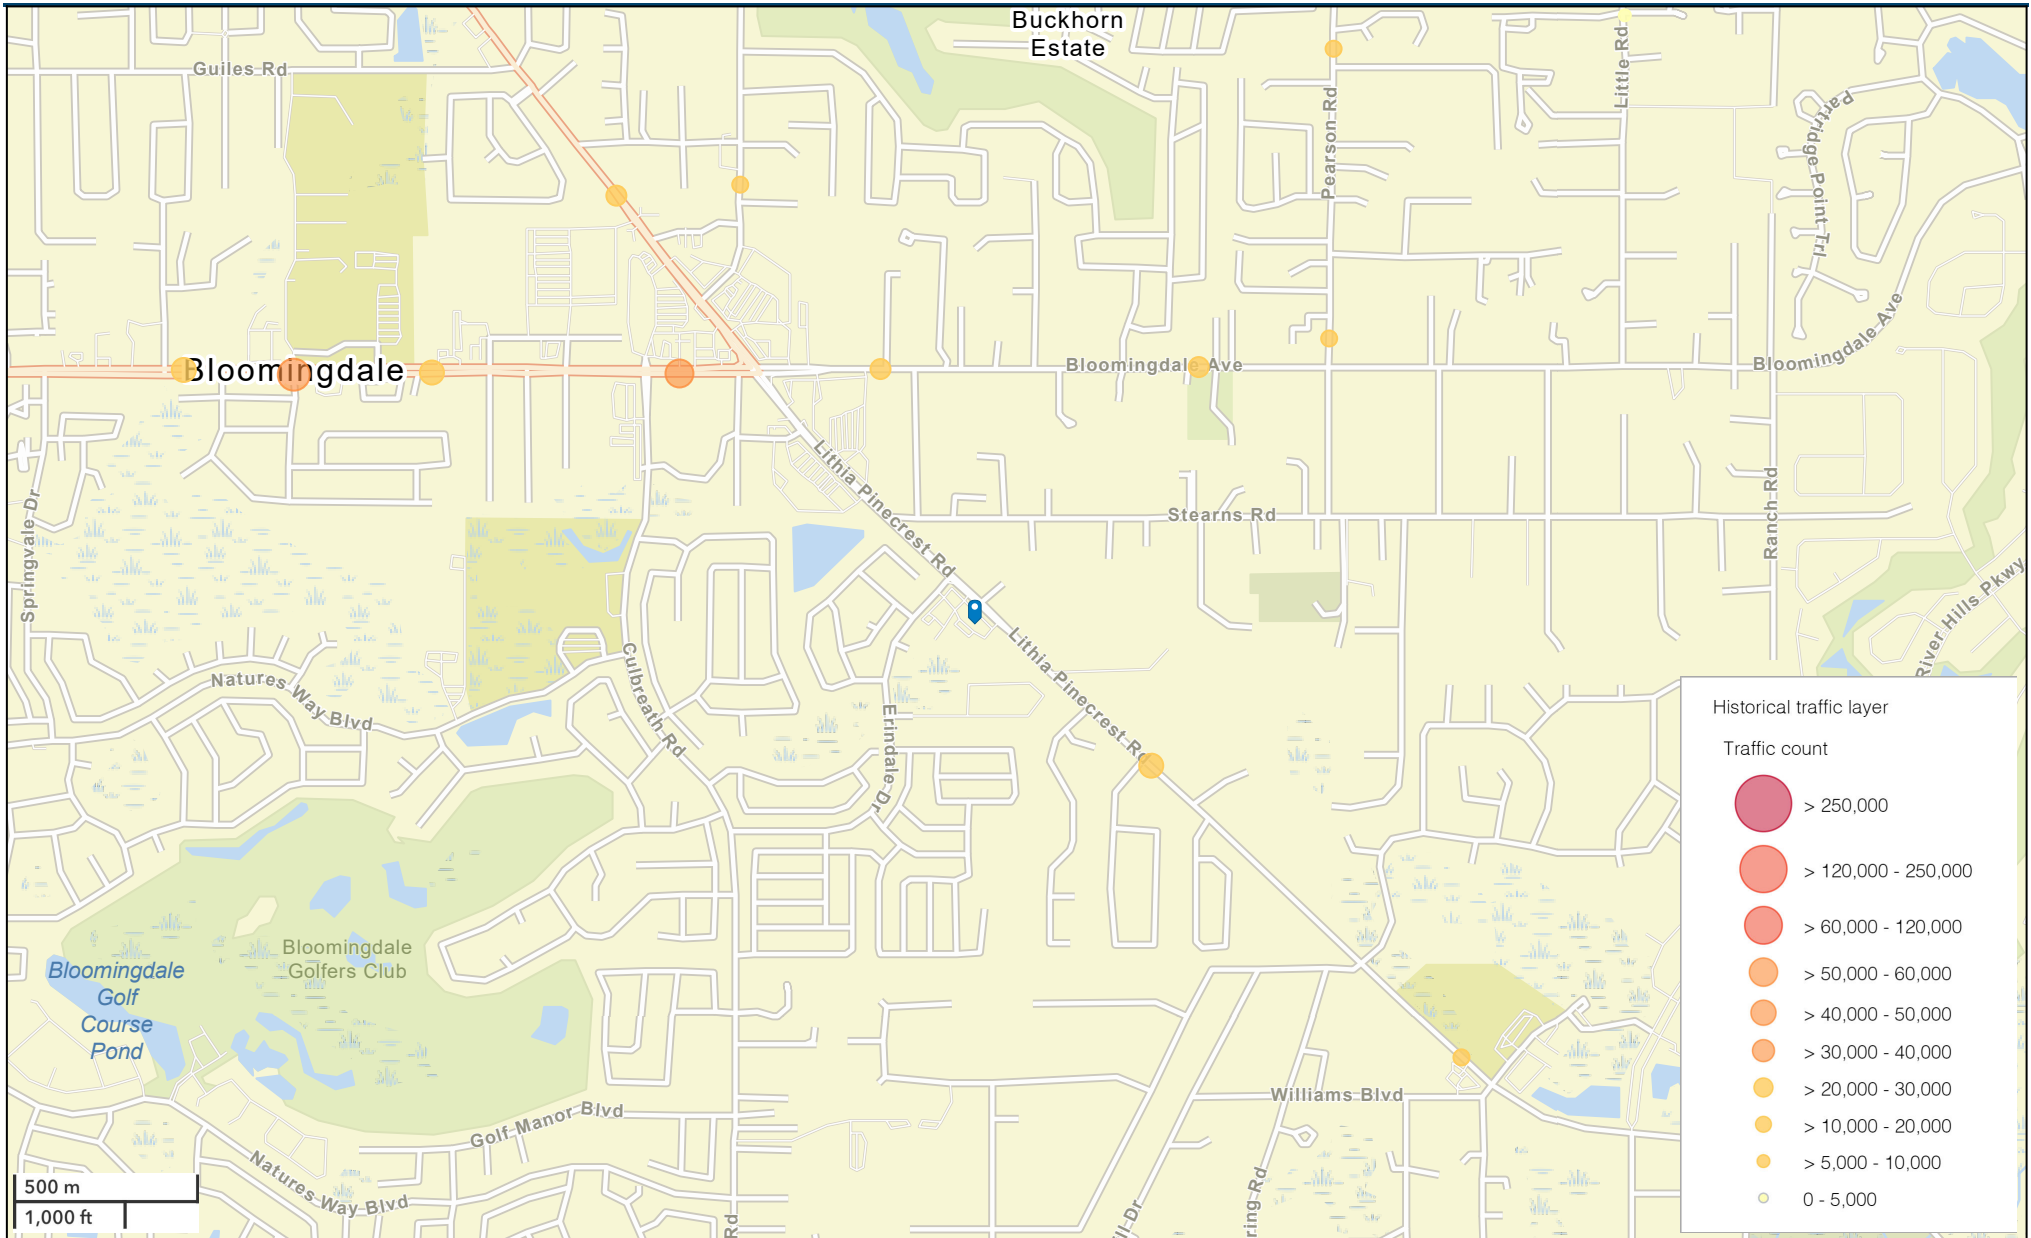 Buckhorn
Estate
Guiles Rd
Pearson Rd
Little Rd
Partridge Point Trl
Bloomingdale
Bloomingdale Ave
Bloomingdale Ave
Lithia Pinecrest Rd
Stearns Rd
Ranch Rd
Springvale Dr
River Hills Pkwy
Lithia Pinecrest Rd
Culbreath Rd
Natures Way Blvd
Erindale Dr
Bloomingdale
Golfers Club
Bloomingdale
Golf
Course
Pond
Williams Blvd
Golf Manor Blvd
Natures Way Blvd
Rd
ll Dr
ring Rd
500 m
1,000 ft
Historical traffic layer
Traffic count
> 250,000
> 120,000 - 250,000
> 60,000 - 120,000
> 50,000 - 60,000
> 40,000 - 50,000
> 30,000 - 40,000
> 20,000 - 30,000
> 10,000 - 20,000
> 5,000 - 10,000
0 - 5,000